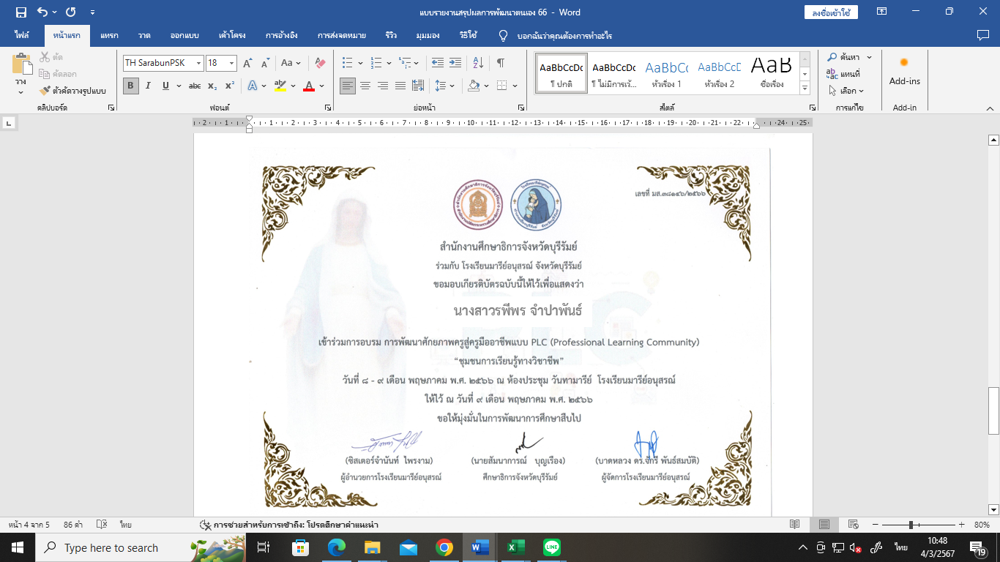 แบบรายงานสรุปผลการพัฒนาตนเอง 66 - Word
ลงชื่อเข้าใช้
ไฟล์ หน้าแรก แทรก วาด ออกแบบ เค้าโครง การอ้างอิง การส่งจดหมาย รีวิว มุมมอง วิธีใช้ บอกฉันว่าคุณต้องการทำอะไร
วาง
ตัด
คัดลอก
ตัวคัดวางรูปแบบ
คลิปบอร์ด
TH SarabunPSK 18
ฟอนต์
ย่อหน้า
AaBbCcDc AaBbCcDc AaBbCc AaBbCcD AaB
¶ ปกติ ¶ ไม่มีการเว้... หัวเรื่อง 1 หัวเรื่อง 2 ชื่อเรื่อง
สไตล์
ค้นหา
แทนที่
เลือก
การแก้ไข
Add-ins
Add-in
2 1 1 2 3 4 5 6 7 8 9 10 11 12 13 14 15 16 17 18 19 20 21 22 24 25
เลขที่ มส.๓๘๑๔๖/๒๕๖๖
สำนักงานศึกษาธิการจังหวัดบุรีรัมย์
ร่วมกับ โรงเรียนมารีย์อนุสรณ์ จังหวัดบุรีรัมย์
ขอมอบเกียรติบัตรฉบับนี้ให้ไว้เพื่อแสดงว่า
นางสาวรพีพร จำปาพันธ์
เข้าร่วมการอบรม การพัฒนาศักยภาพครูสู่ครูมืออาชีพแบบ PLC (Professional Learning Community)
“ชุมชนการเรียนรู้ทางวิชาชีพ”
วันที่ ๘ - ๙ เดือน พฤษภาคม พ.ศ. ๒๕๖๖ ณ ห้องประชุม วันทามารีย์ โรงเรียนมารีย์อนุสรณ์
ให้ไว้ ณ วันที่ ๙ เดือน พฤษภาคม พ.ศ. ๒๕๖๖
ขอให้มุ่งมั่นในการพัฒนาการศึกษาสืบไป
(ซิสเตอร์จำนันท์ ไพรงาม) (นายสัมนาการณ์ บุญเรือง) (บาดหลวง ดร.จักรี พันธ์สมบัติ)
ผู้อำนวยการโรงเรียนมารีย์อนุสรณ์ ศึกษาธิการจังหวัดบุรีรัมย์ ผู้จัดการโรงเรียนมารีย์อนุสรณ์
หน้า 4 จาก 5 86 คำ ไทย การช่วยสำหรับการเข้าถึง: โปรดศึกษาคำแนะนำ 80%
Type here to search
ไทย
10:48
4/3/2567
19